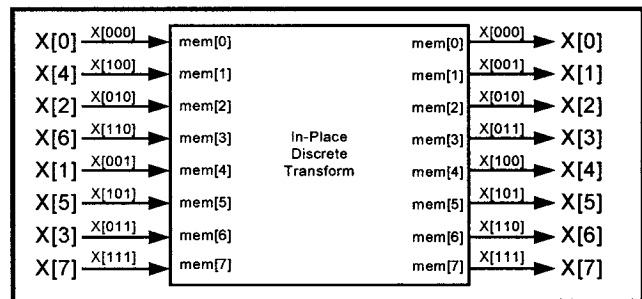 X[0] X[000] mem[0] mem[0] X[000] X[0]
X[4] X[100] mem[1] mem[1] X[001] X[1]
X[2] X[010] mem[2] mem[2] X[010] X[2]
X[6] X[110] mem[3] In-Place mem[3] X[011] X[3]
Discrete
X[1] X[001] mem[4] Transform mem[4] X[100] X[4]
X[5] X[101] mem[5] mem[5] X[101] X[5]
X[3] X[011] mem[6] mem[6] X[110] X[6]
X[7] X[111] mem[7] mem[7] X[111] X[7]